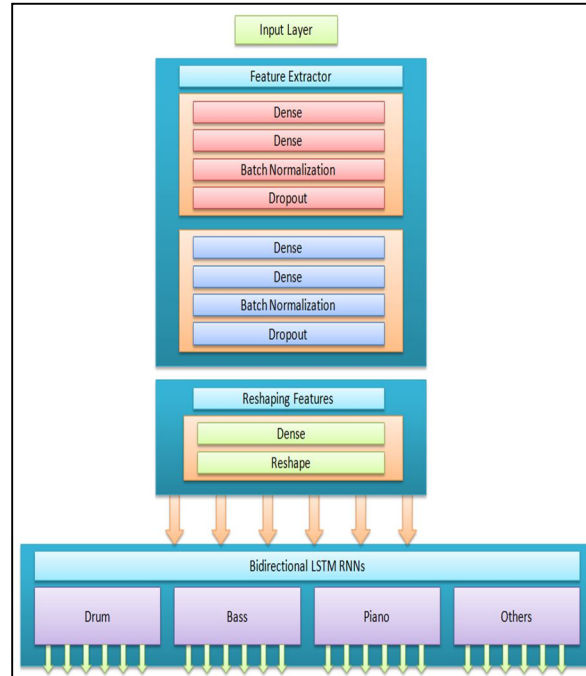 Input Layer
Feature Extractor
Dense
Dense
Batch Normalization
Dropout
Dense
Dense
Batch Normalization
Dropout
Reshaping Features
Dense
Reshape
Bidirectional LSTM RNNs
Drum Bass Piano Others